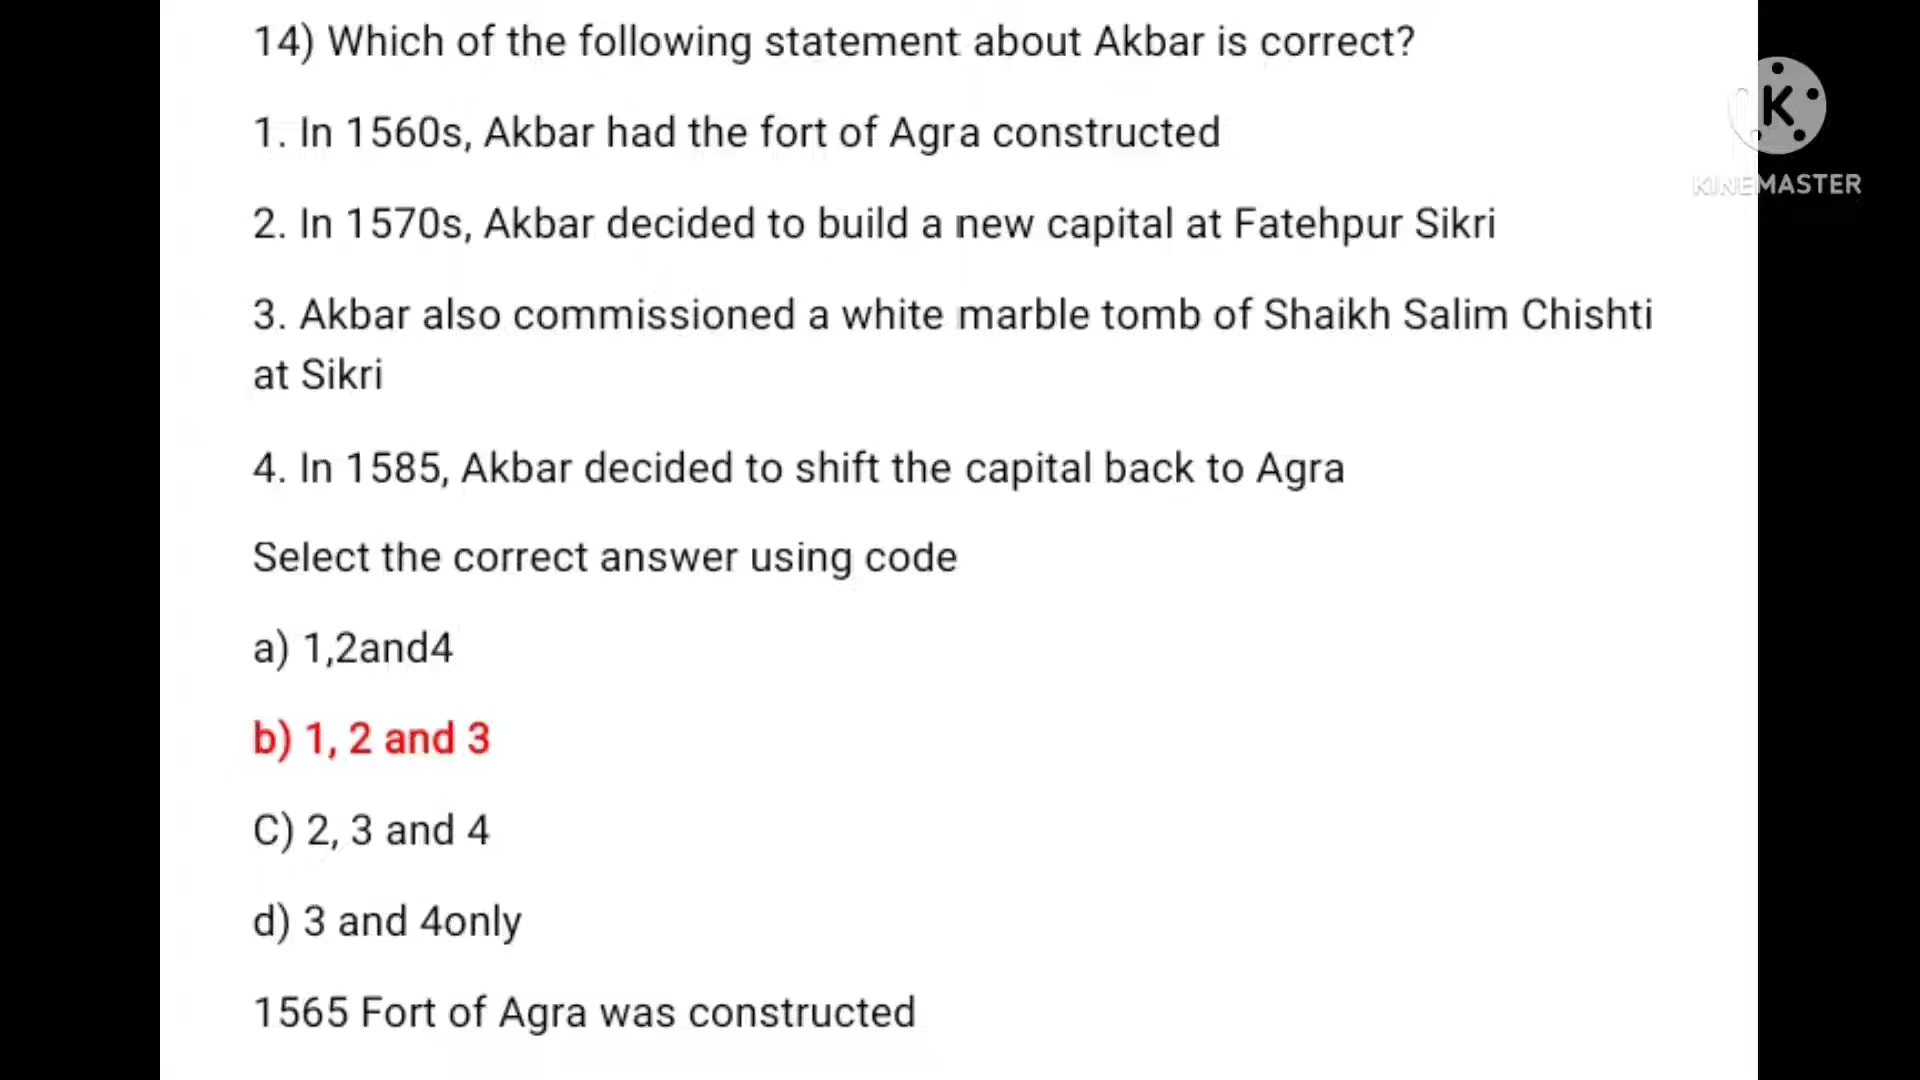 14) Which of the following statement about Akbar is correct?
1. In 1560s, Akbar had the fort of Agra constructed
2. In 1570s, Akbar decided to build a new capital at Fatehpur Sikri
3. Akbar also commissioned a white marble tomb of Shaikh Salim Chishti
at Sikri
4. In 1585, Akbar decided to shift the capital back to Agra
Select the correct answer using code
a) 1,2and4
b) 1, 2 and 3
C) 2, 3 and 4
d) 3 and 4only
1565 Fort of Agra was constructed
K
KINEMASTER